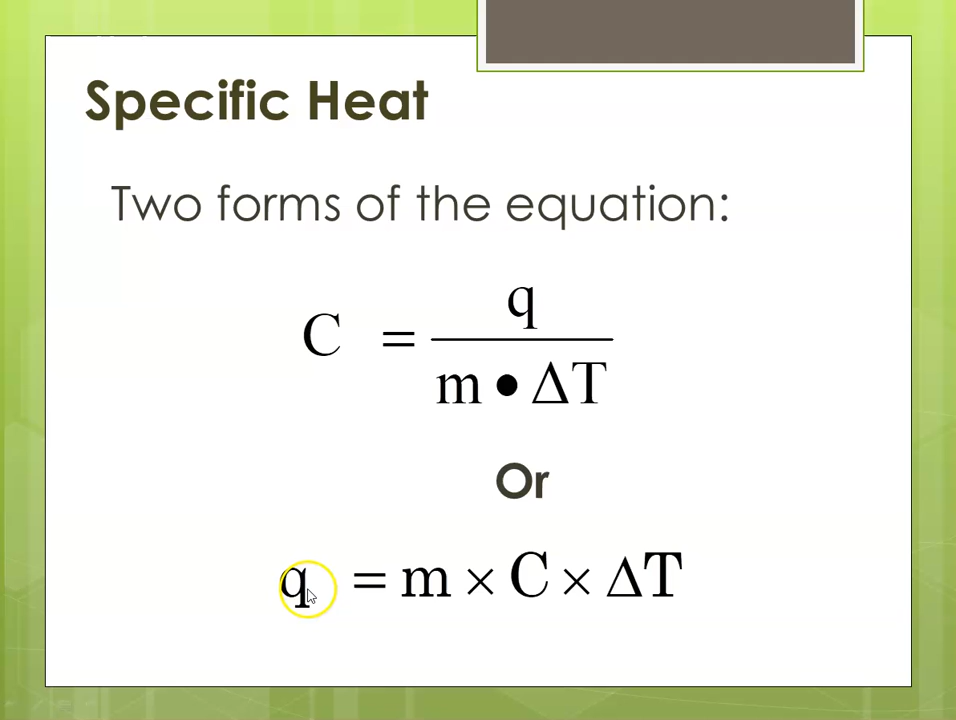 Specific Heat
Two forms of the equation:
C = q / m • ΔT
Or
q = m × C × ΔT